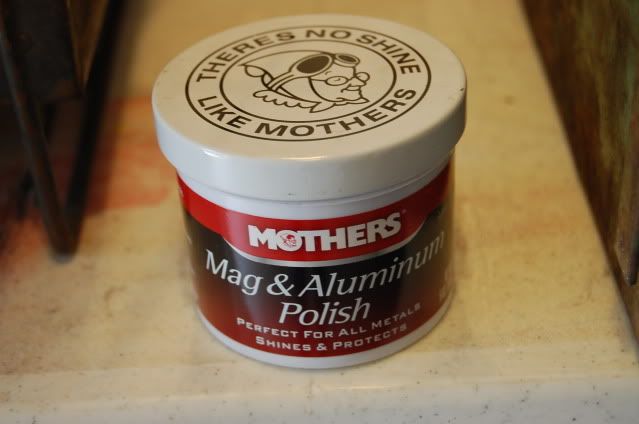 THERES NO SHINE
LIKE MOTHERS
MOTHERS
Mag & Aluminum
Polish
PERFECT FOR ALL METALS
SHINES & PROTECTS